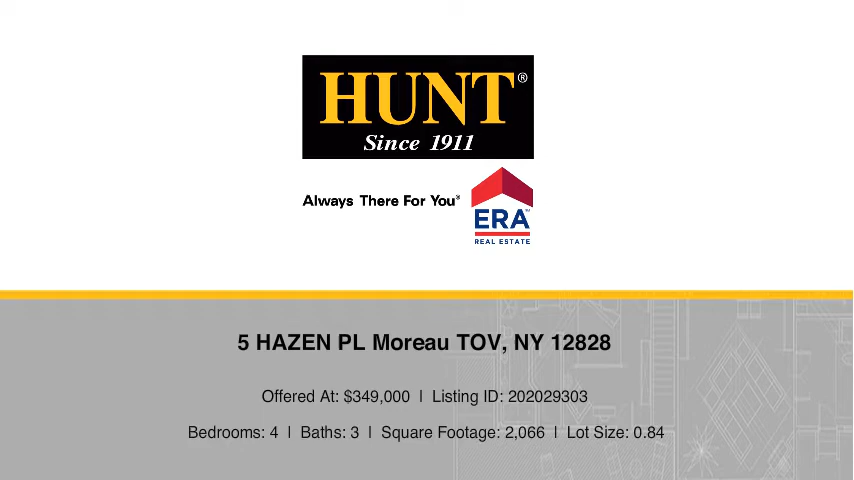 HUNT®
Since 1911
Always There For You®
ERA™
REAL ESTATE
5 HAZEN PL Moreau TOV, NY 12828
Offered At: $349,000 | Listing ID: 202029303
Bedrooms: 4 | Baths: 3 | Square Footage: 2,066 | Lot Size: 0.84